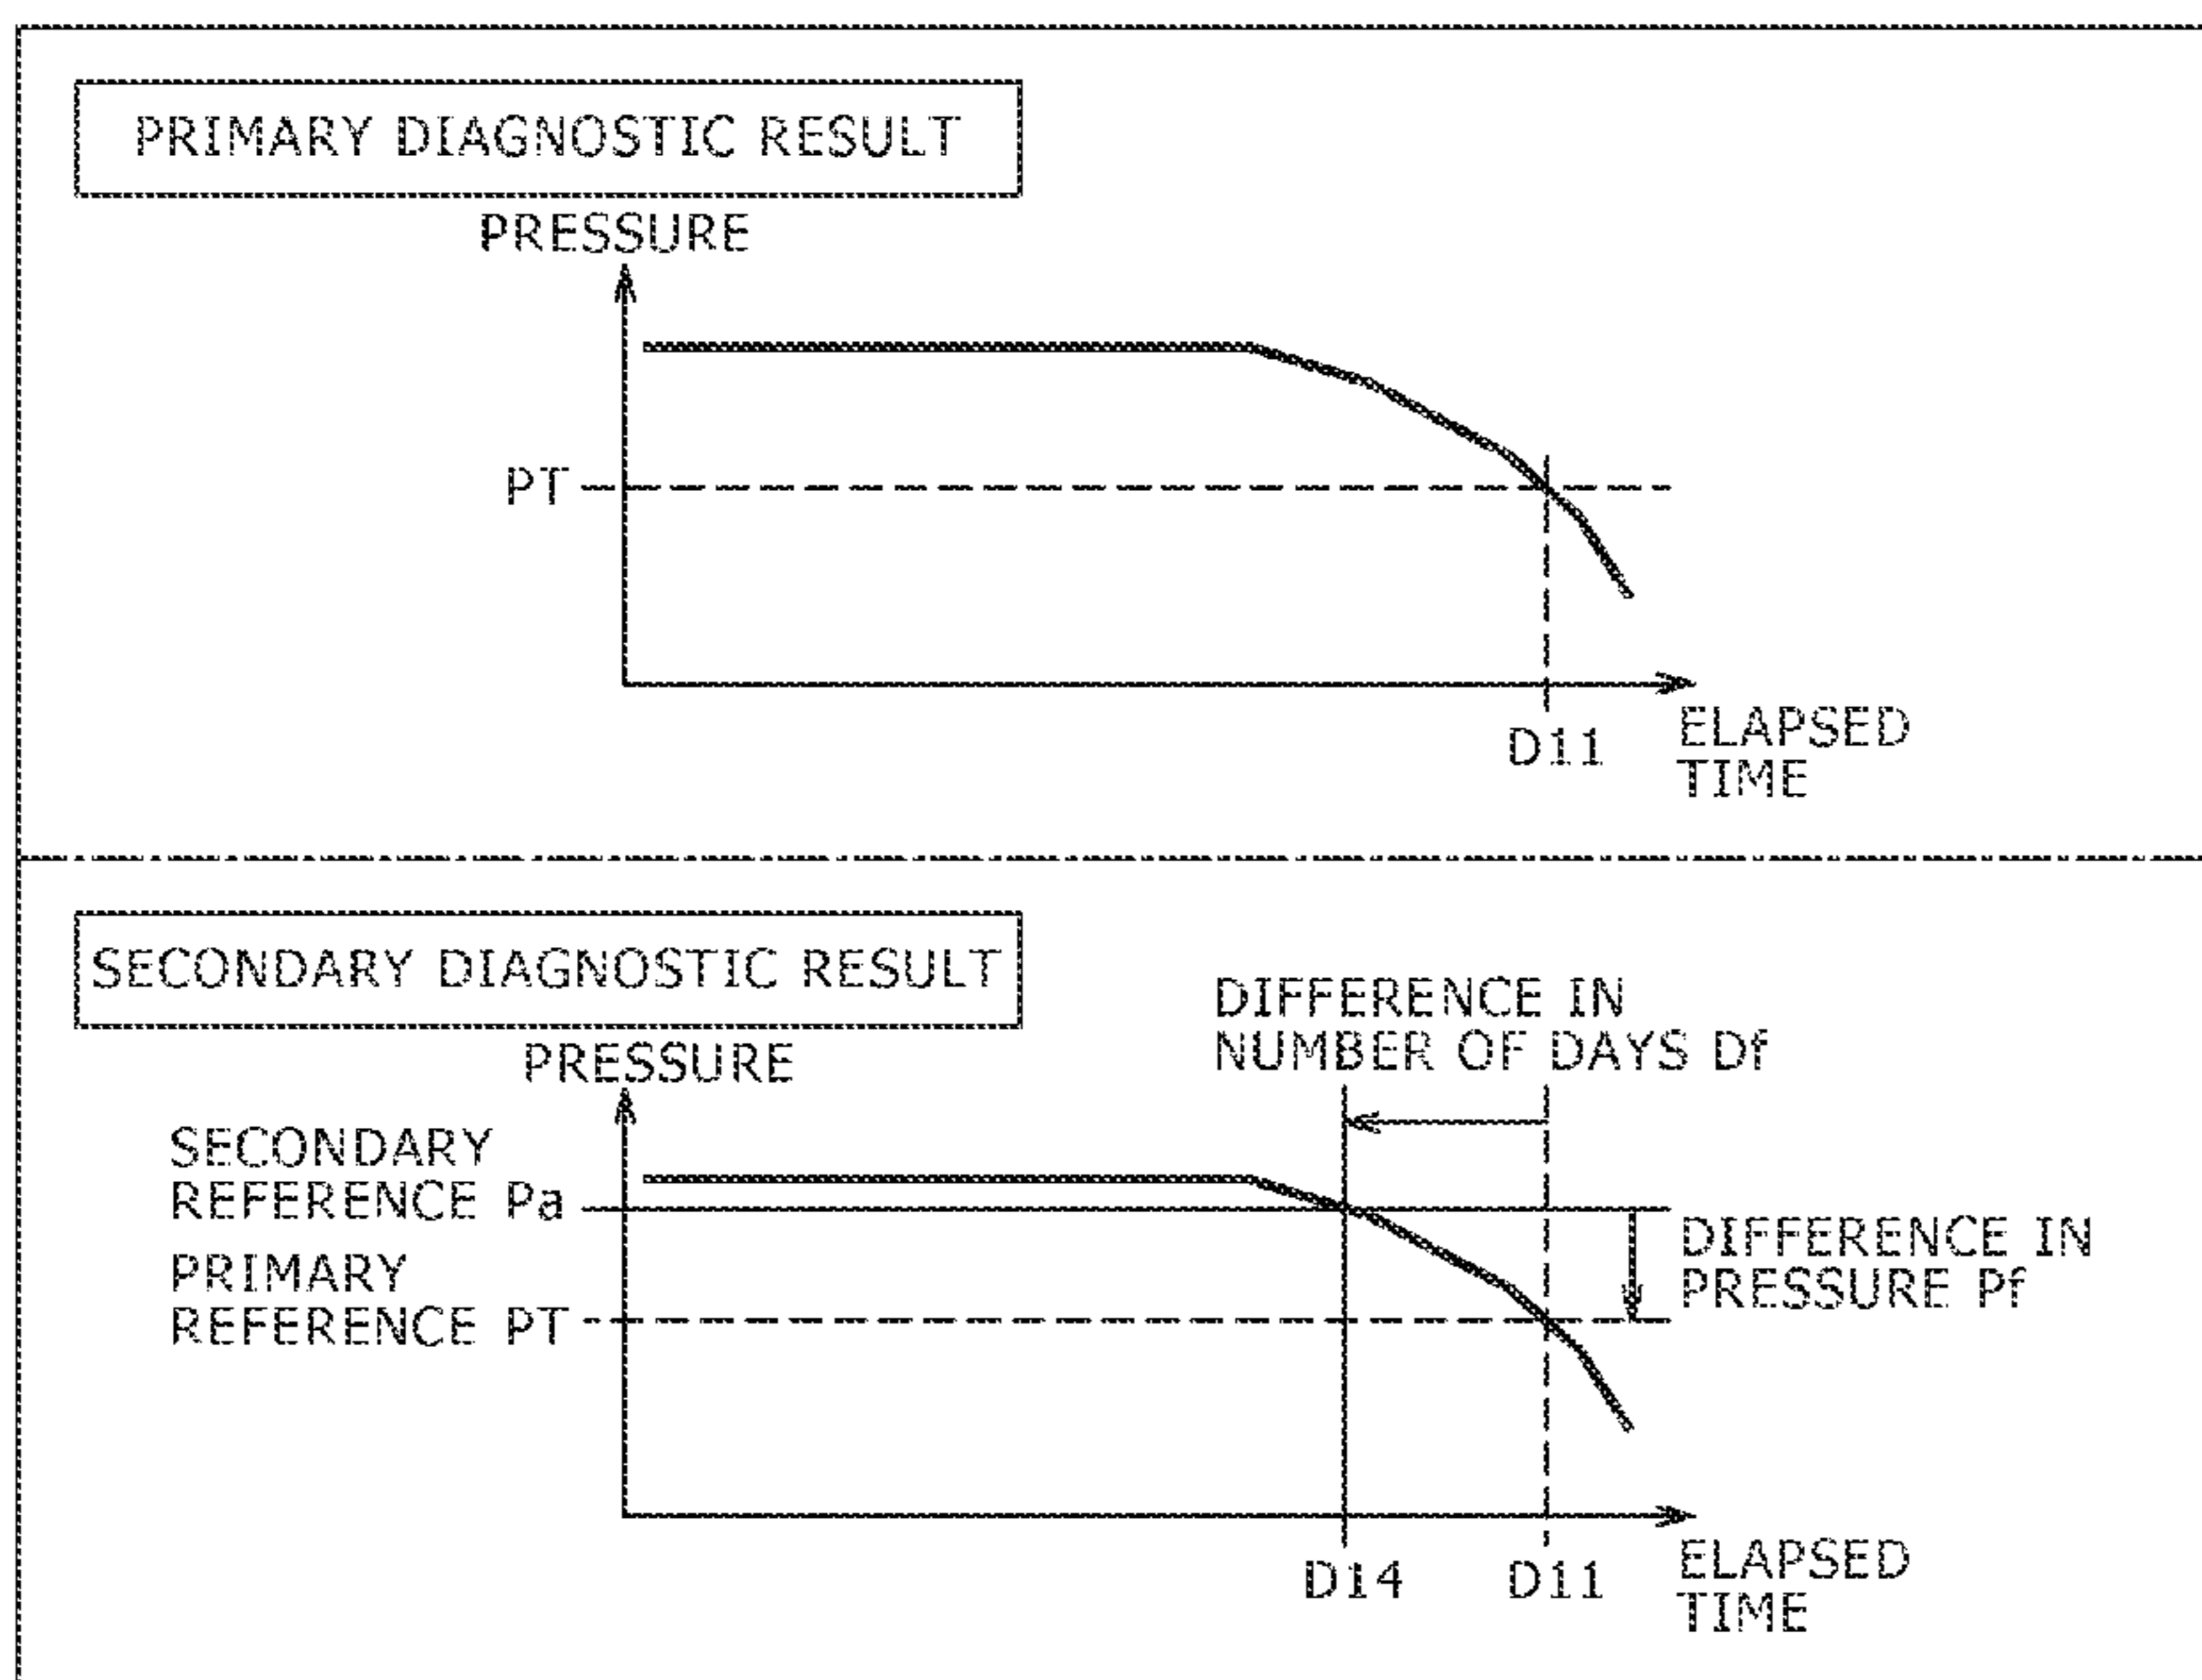 PRIMARY DIAGNOSTIC RESULT
PRESSURE
PT
D11
ELAPSED
TIME
SECONDARY DIAGNOSTIC RESULT
DIFFERENCE IN
NUMBER OF DAYS Df
PRESSURE
SECONDARY
REFERENCE Pa
PRIMARY
REFERENCE PT
DIFFERENCE IN
PRESSURE Pf
D14
D11
ELAPSED
TIME